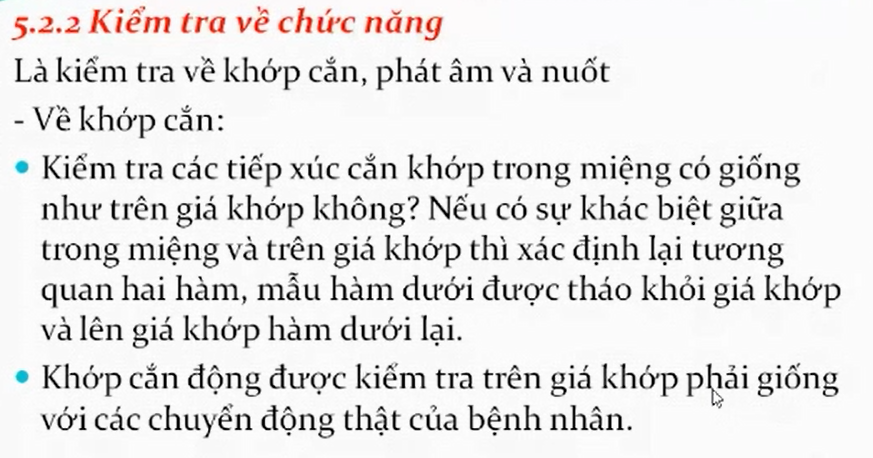 5.2.2 Kiểm tra về chức năng
Là kiểm tra về khớp cắn, phát âm và nuốt
- Về khớp cắn:
• Kiểm tra các tiếp xúc cắn khớp trong miệng có giống
như trên giá khớp không? Nếu có sự khác biệt giữa
trong miệng và trên giá khớp thì xác định lại tương
quan hai hàm, mẫu hàm dưới được tháo khỏi giá khớp
và lên giá khớp hàm dưới lại.
• Khớp cắn động được kiểm tra trên giá khớp phải giống
với các chuyển động thật của bệnh nhân.